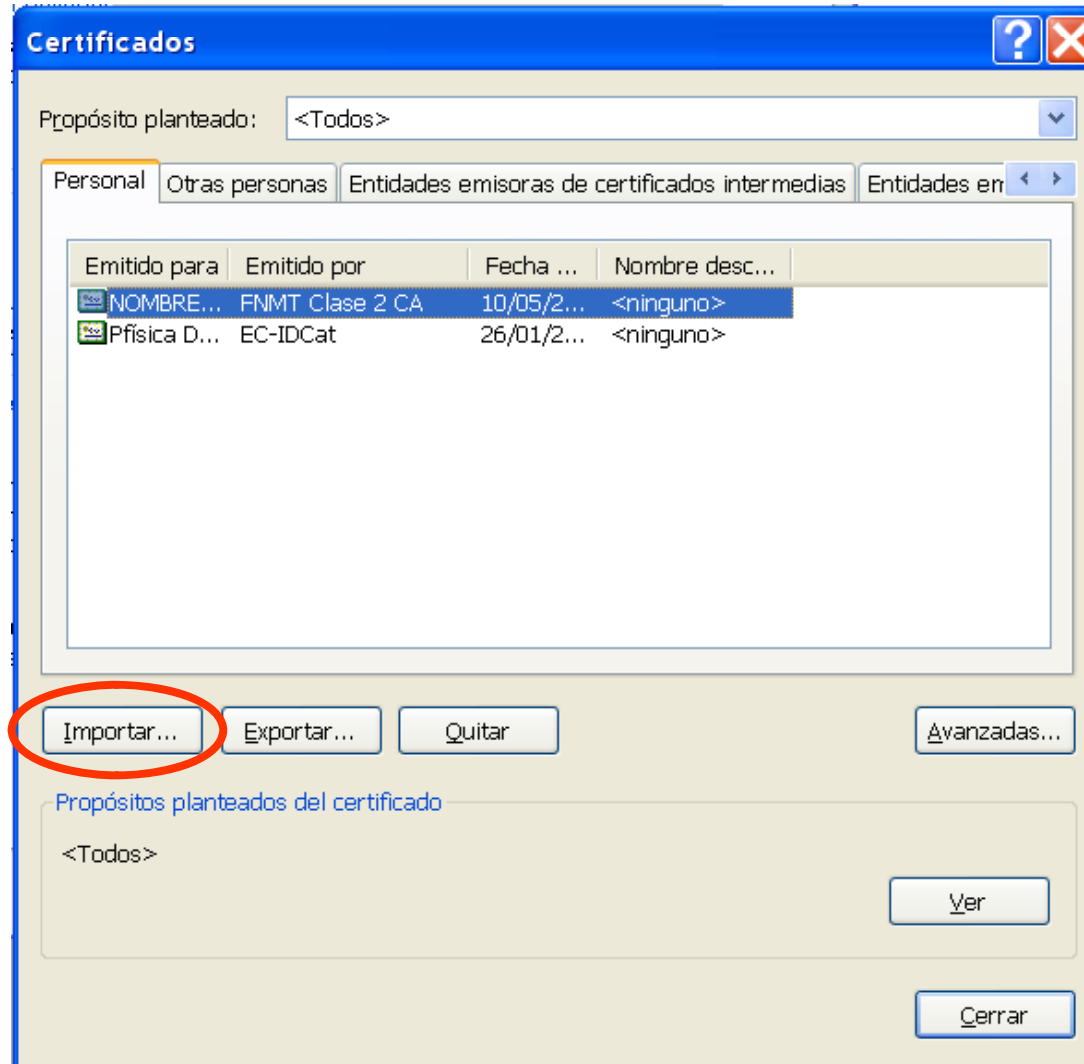 Certificados
Propósito planteado: <Todos>
Personal Otras personas Entidades emisoras de certificados intermedias Entidades em
Emitido para Emitido por Fecha ... Nombre desc...
NOMBRE... FNMT Clase 2 CA 10/05/2... <ninguno>
Pfísica D... EC-IDCat 26/01/2... <ninguno>
Importar... Exportar... Quitar Avanzadas...
Propósitos planteados del certificado
<Todos>
Ver
Cerrar